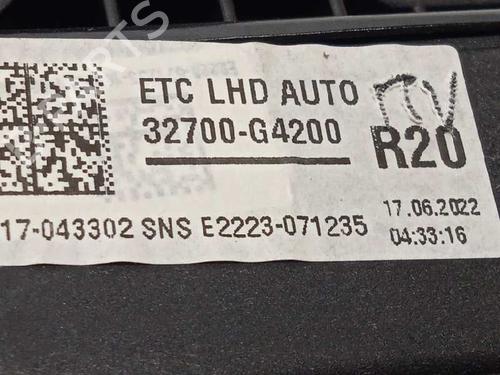 ETC LHD AUTO
32700-G4200
R20
17-043302 SNS E2223-071235
17.06.2022
04:33:16